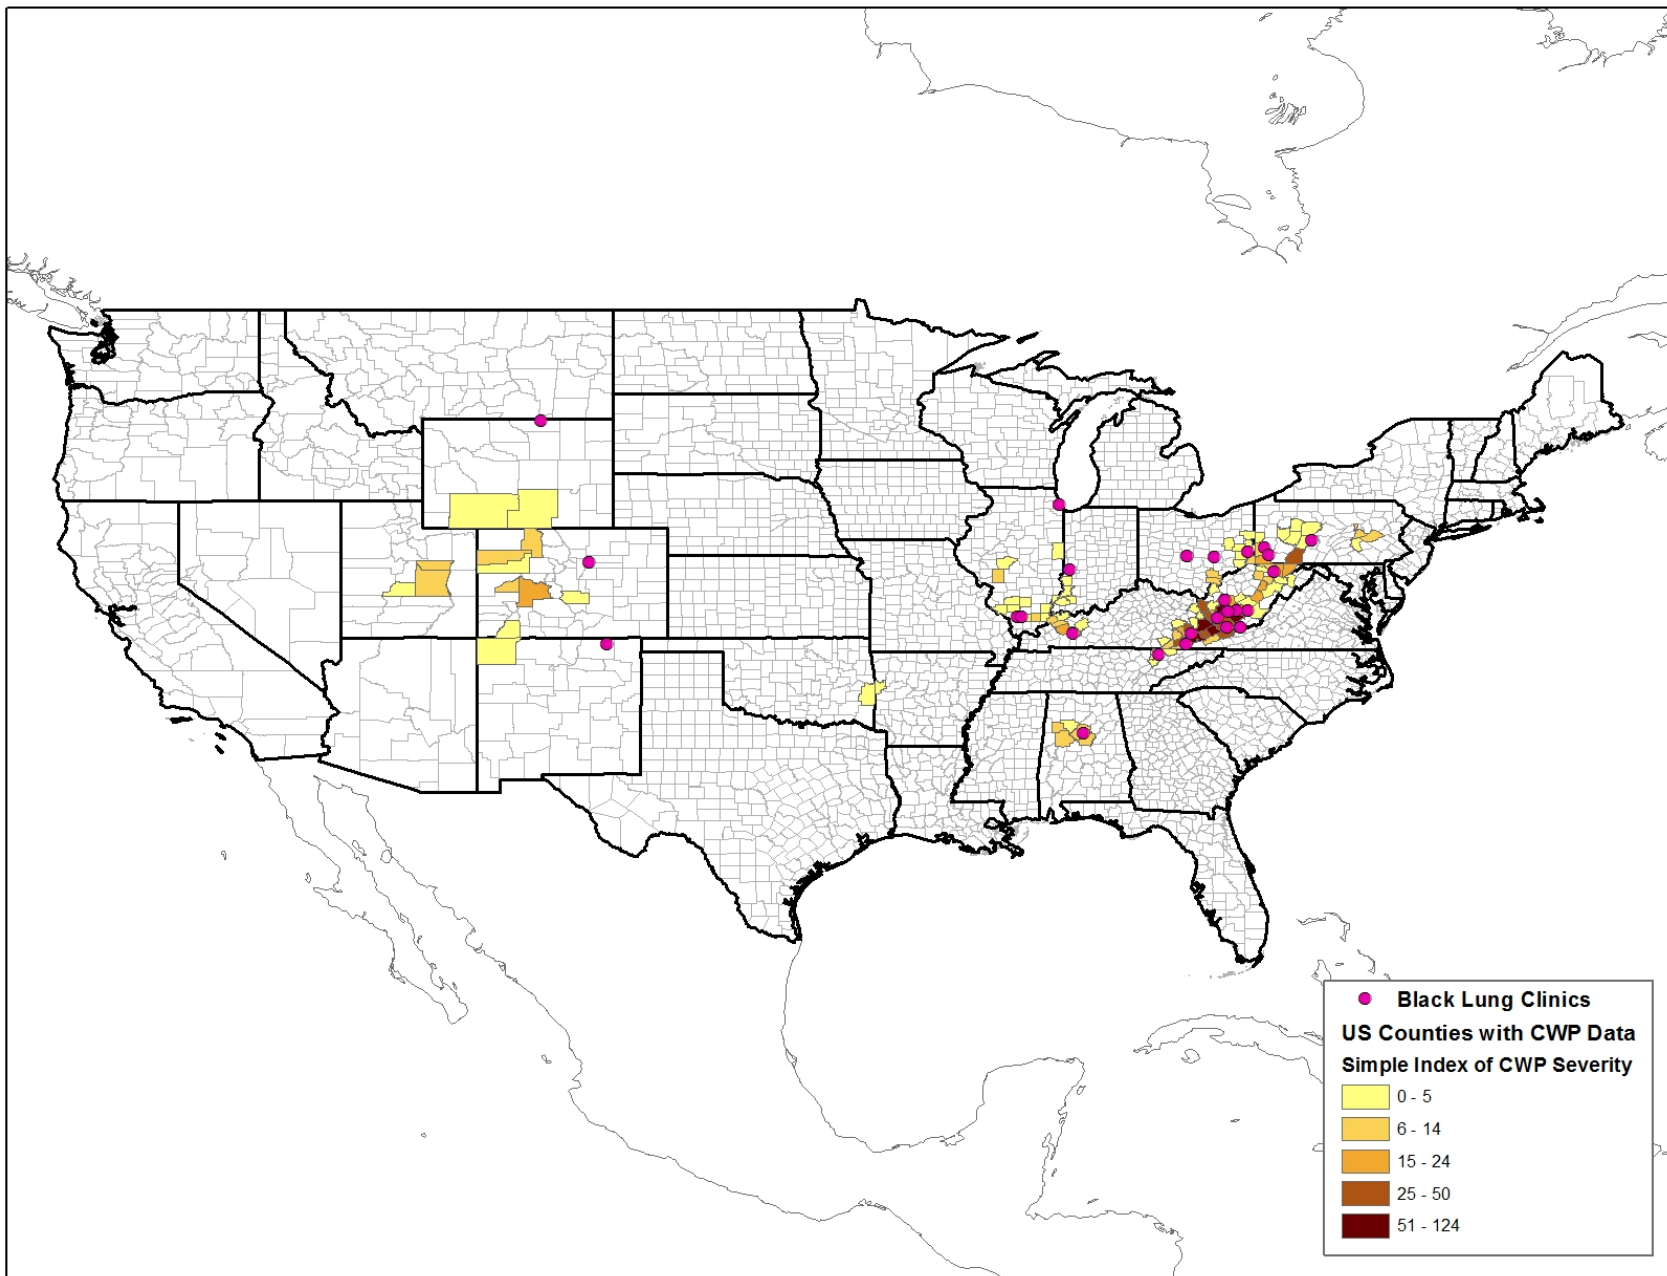 Black Lung Clinics
US Counties with CWP Data
Simple Index of CWP Severity
0 - 5
6 - 14
15 - 24
25 - 50
51 - 124